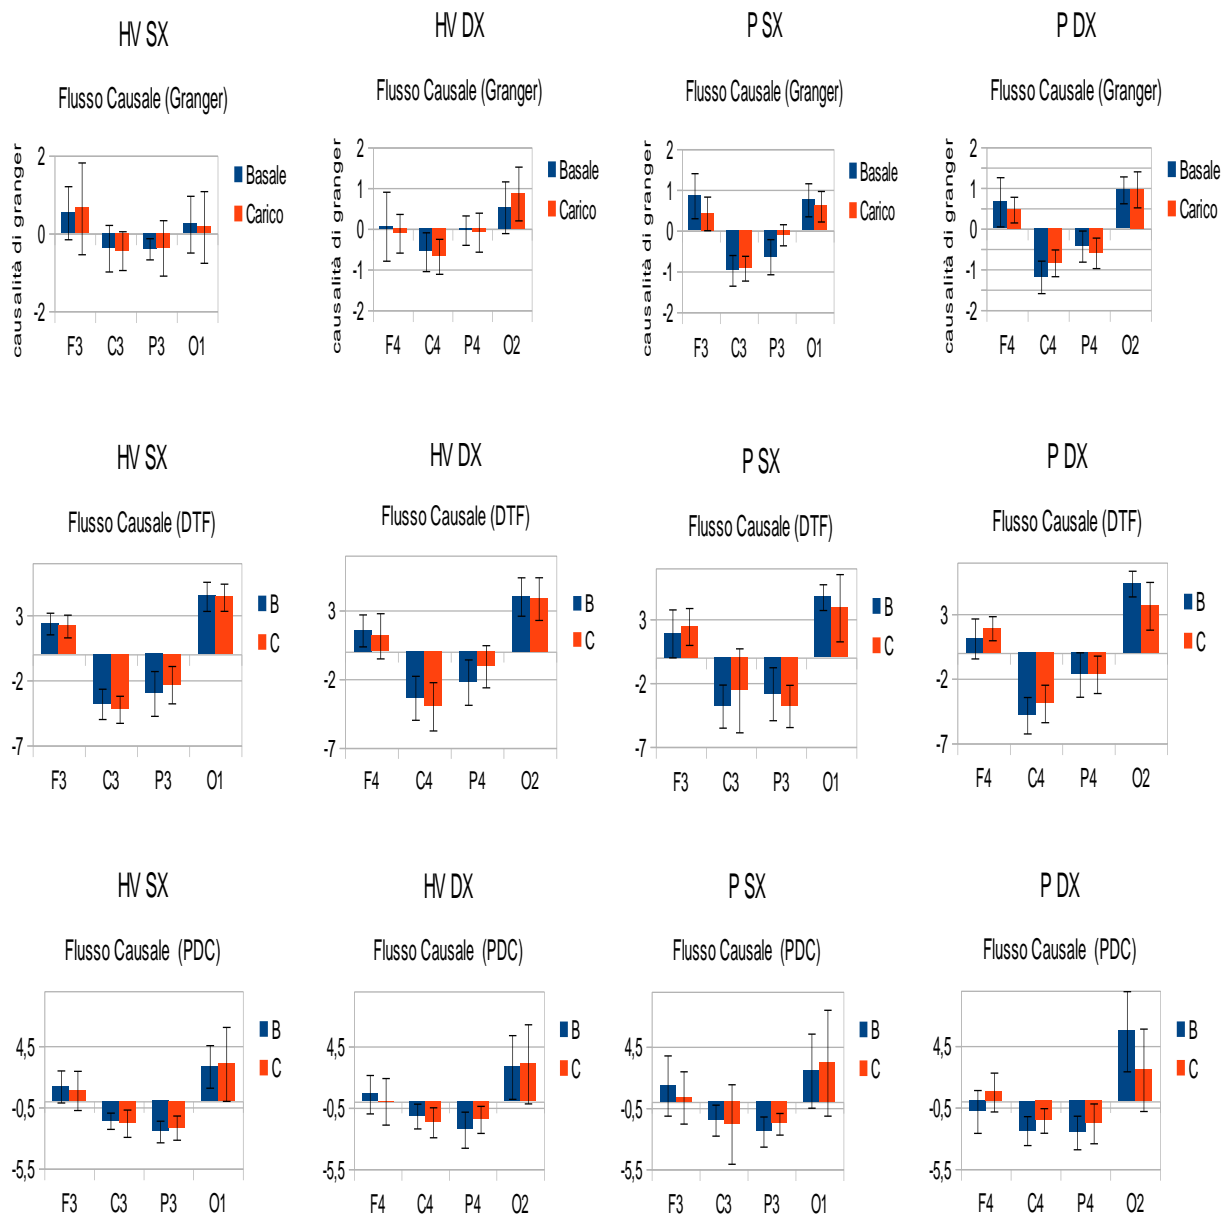 HV SX
HV DX
P SX
P DX
Flusso Causale (Granger)
Flusso Causale (Granger)
Flusso Causale (Granger)
Flusso Causale (Granger)
causalità di granger
2
0
-2
F3 C3 P3 O1
Basale
Carico
causalità di granger
2
1
0
-1
-2
F4 C4 P4 O2
Basale
Carico
causalità di granger
2
1
0
-1
-2
F3 C3 P3 O1
Basale
Carico
causalità di granger
2
1
0
-1
-2
F4 C4 P4 O2
Basale
Carico
HV SX
HV DX
P SX
P DX
Flusso Causale (DTF)
Flusso Causale (DTF)
Flusso Causale (DTF)
Flusso Causale (DTF)
3
-2
-7
F3 C3 P3 O1
B
C
3
-2
-7
F4 C4 P4 O2
B
C
3
-2
-7
F3 C3 P3 O1
B
C
3
-2
-7
F4 C4 P4 O2
B
C
HV SX
HV DX
P SX
P DX
Flusso Causale (PDC)
Flusso Causale (PDC)
Flusso Causale (PDC)
Flusso Causale (PDC)
4,5
-0,5
-5,5
F3 C3 P3 O1
B
C
4,5
-0,5
-5,5
F4 C4 P4 O2
B
C
4,5
-0,5
-5,5
F3 C3 P3 O1
B
C
4,5
-0,5
-5,5
F4 C4 P4 O2
B
C